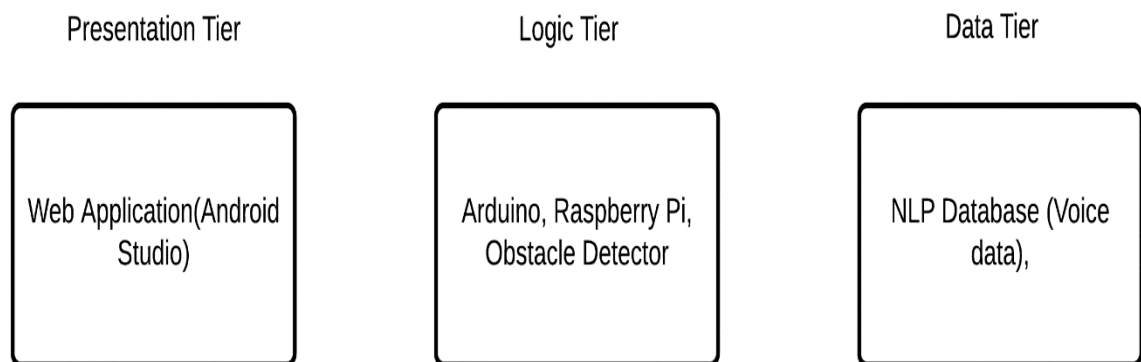 Presentation Tier
Logic Tier
Data Tier
Web Application(Android
Studio)
Arduino, Raspberry Pi,
Obstacle Detector
NLP Database (Voice
data),